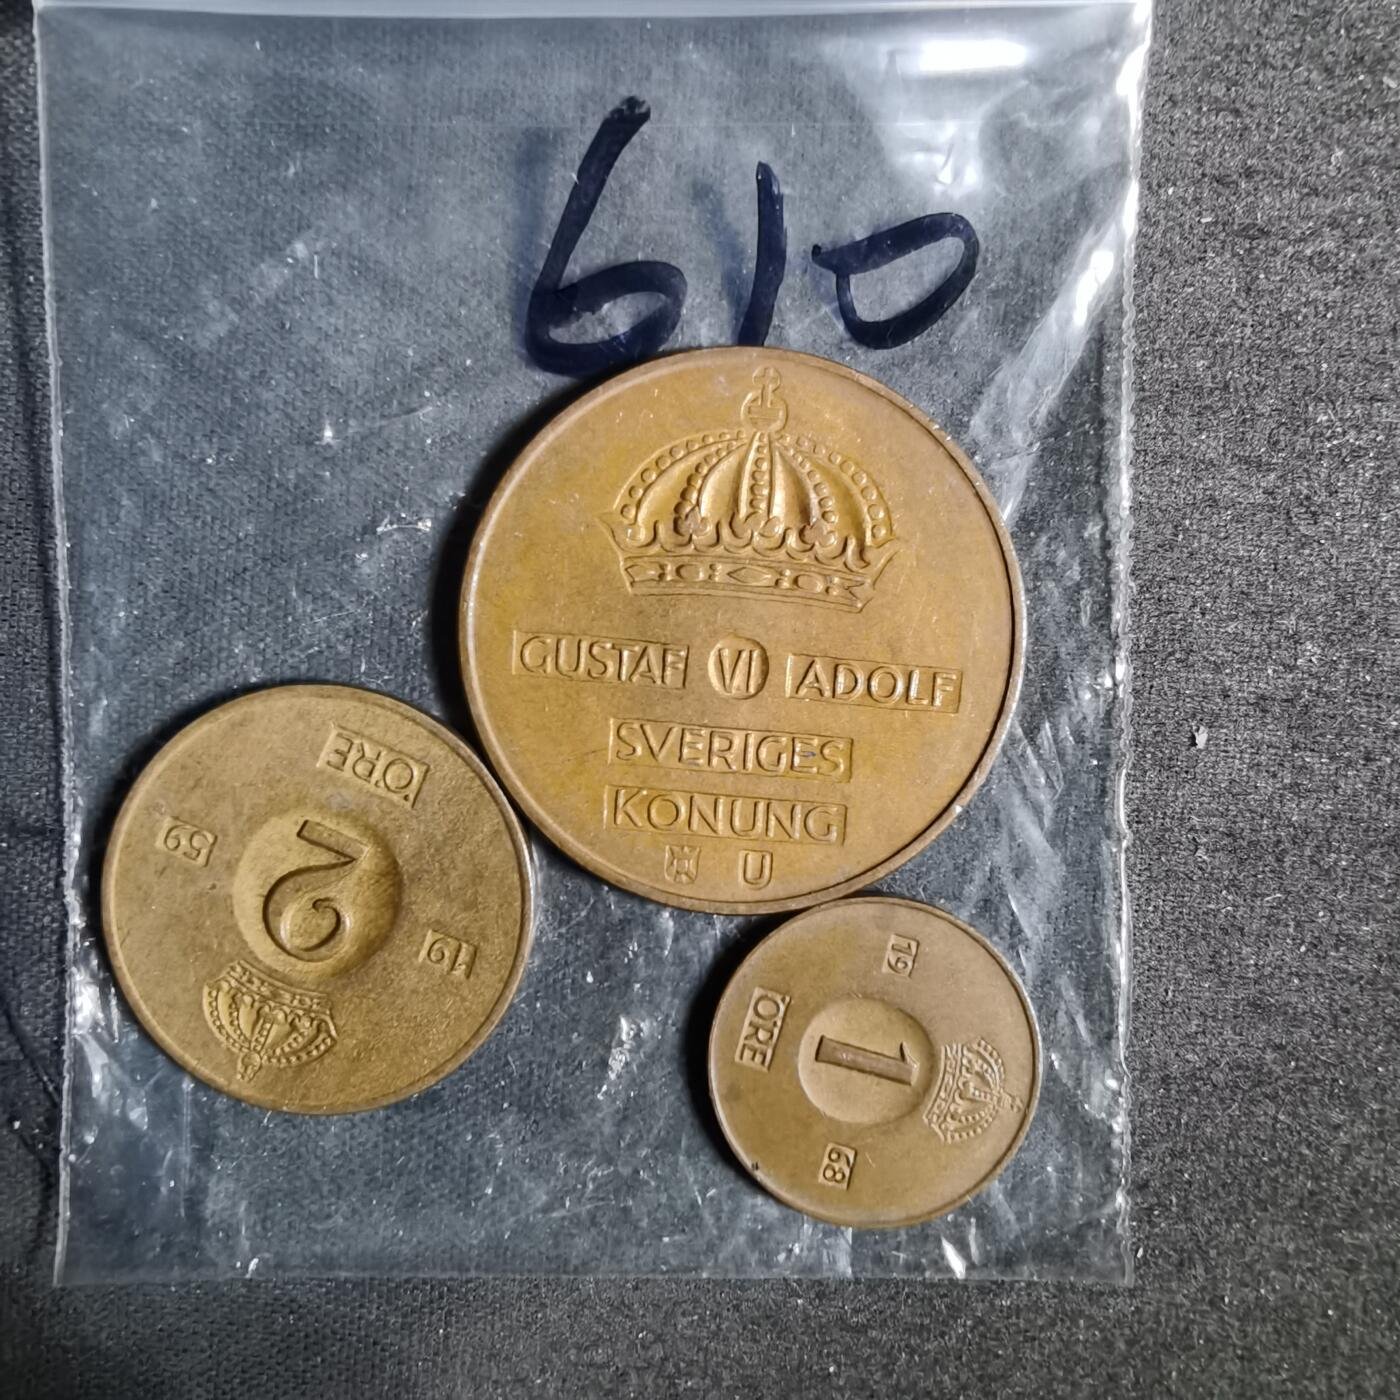 610
GUSTAF VI ADOLF
SVERIGES
KONUNG
U
ÖRE
2
19 59
19 68
1
ÖRE